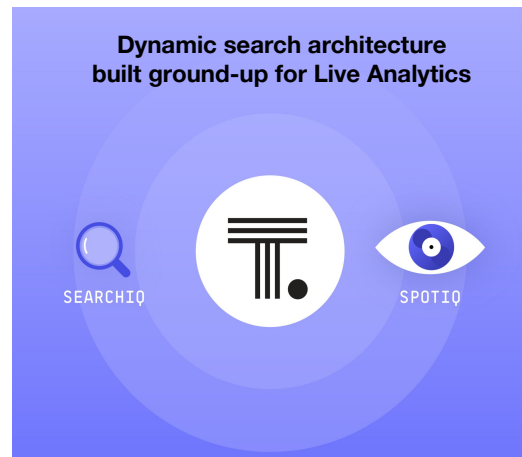 Dynamic search architecture
built ground-up for Live Analytics
T.
SEARCHIQ
SPOTIQ